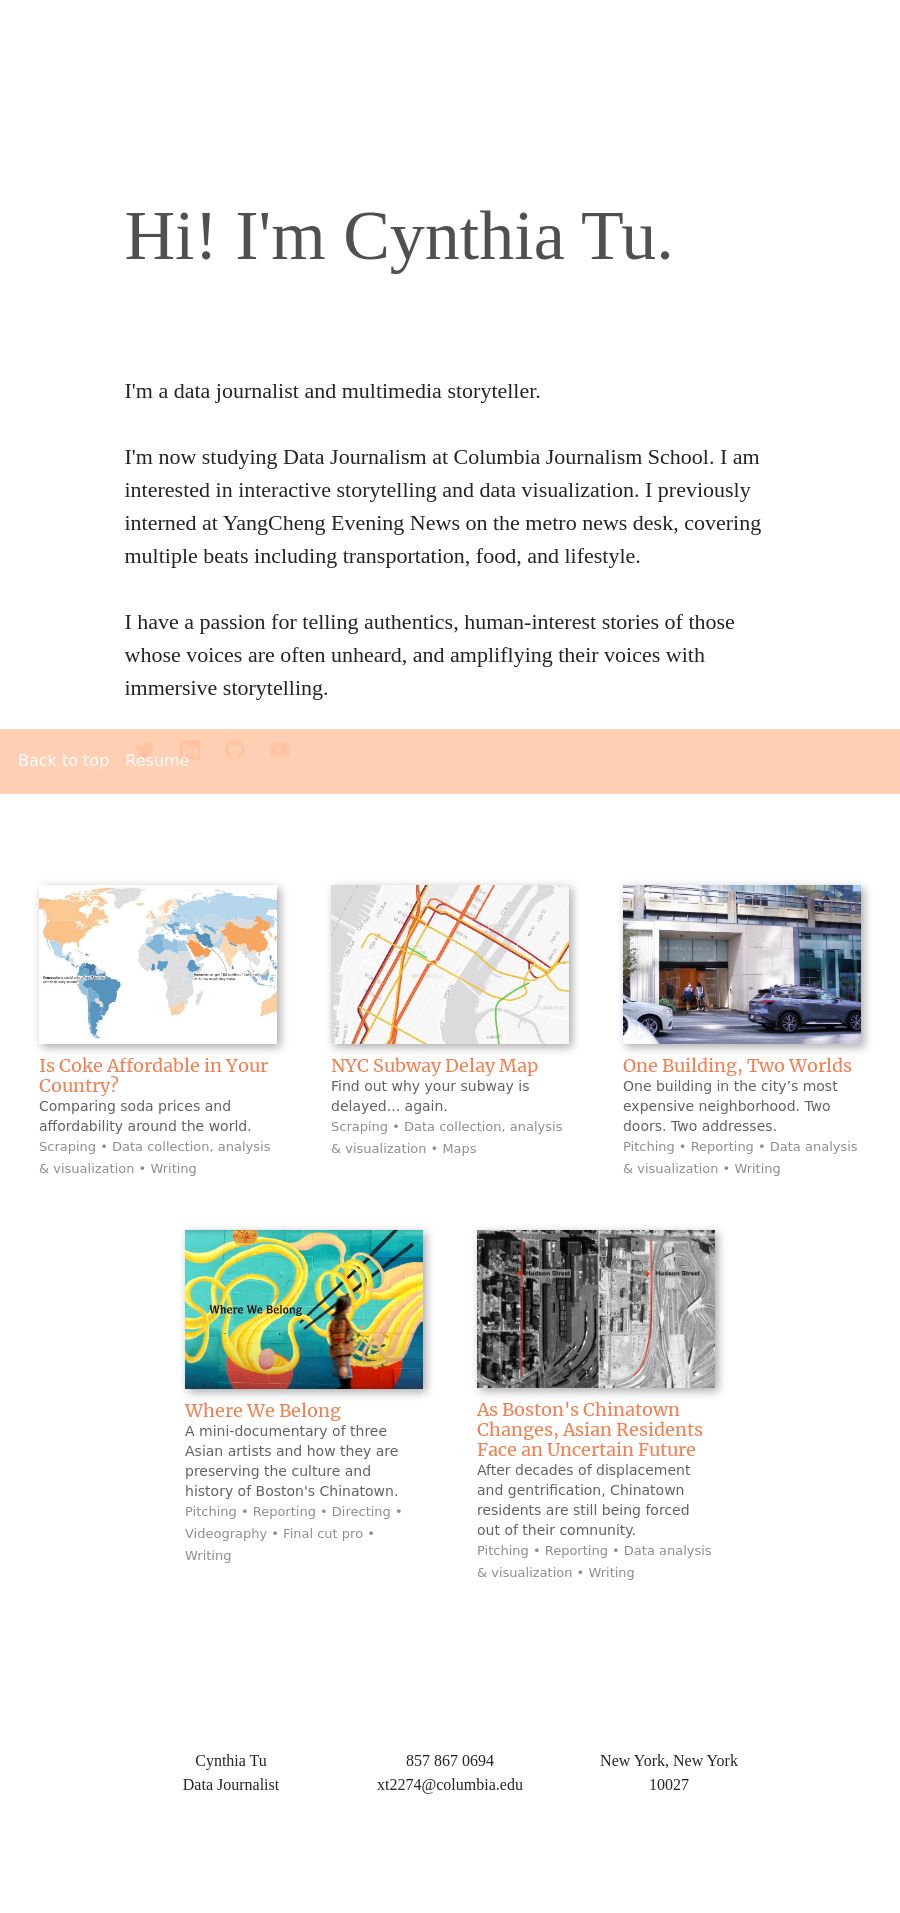 Hi! I'm Cynthia Tu.
I'm a data journalist and multimedia storyteller.
I'm now studying Data Journalism at Columbia Journalism School. I am
interested in interactive storytelling and data visualization. I previously
interned at YangCheng Evening News on the metro news desk, covering
multiple beats including transportation, food, and lifestyle.
I have a passion for telling authentics, human-interest stories of those
whose voices are often unheard, and ampliflying their voices with
immersive storytelling.
Back to top Resume
Is Coke Affordable in Your
Country?
Comparing soda prices and
affordability around the world.
Scraping • Data collection, analysis
& visualization • Writing
NYC Subway Delay Map
Find out why your subway is
delayed... again.
Scraping • Data collection, analysis
& visualization • Maps
One Building, Two Worlds
One building in the city’s most
expensive neighborhood. Two
doors. Two addresses.
Pitching • Reporting • Data analysis
& visualization • Writing
Where We Belong
Where We Belong
A mini-documentary of three
Asian artists and how they are
preserving the culture and
history of Boston's Chinatown.
Pitching • Reporting • Directing •
Videography • Final cut pro •
Writing
Hudson Street
Hudson Street
As Boston's Chinatown
Changes, Asian Residents
Face an Uncertain Future
After decades of displacement
and gentrification, Chinatown
residents are still being forced
out of their comnunity.
Pitching • Reporting • Data analysis
& visualization • Writing
Cynthia Tu
Data Journalist
857 867 0694
xt2274@columbia.edu
New York, New York
10027